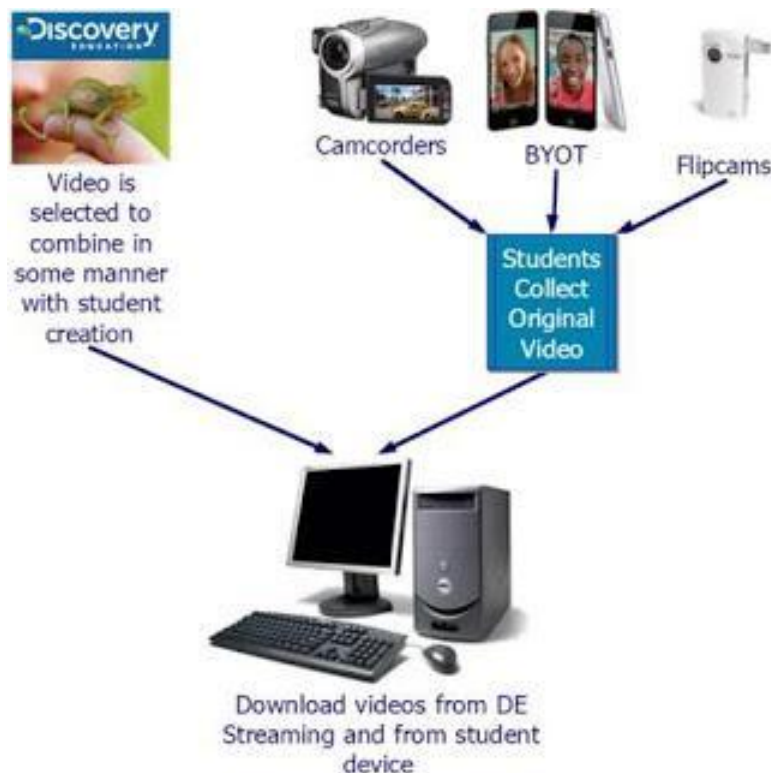 Discovery
EDUCATION
Video is
selected to
combine in
some manner
with student
creation
Camcorders
BYOT
Flipcams
Students
Collect
Original
Video
Download videos from DE
Streaming and from student
device